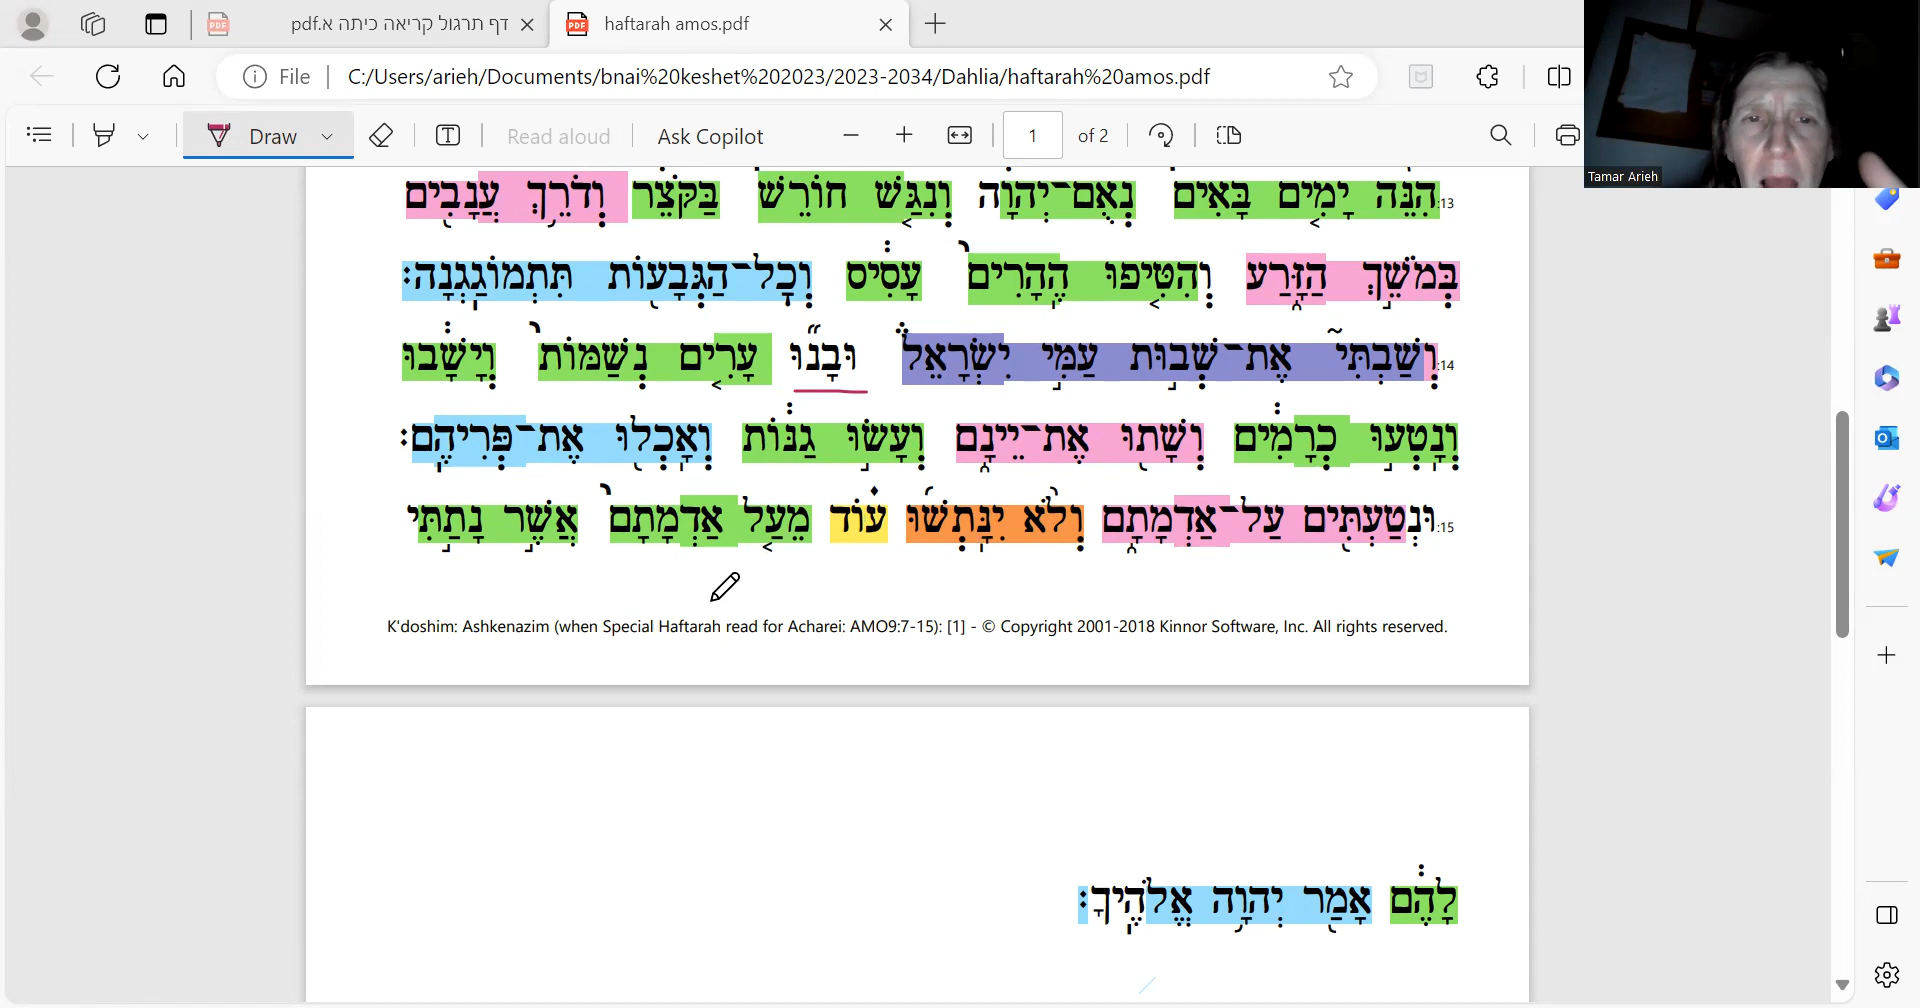 דף תרגול קריאה כיתה א.pdf
haftarah amos.pdf
File
C:/Users/arieh/Documents/bnai%20keshet%202023/2023-2034/Dahlia/haftarah%20amos.pdf
Draw
Read aloud
Ask Copilot
1 of 2
Tamar Arieh
13: הִנֵּ֨ה יָמִ֤ים בָּאִים֙ נְאֻם־יְהוָ֔ה וְנִגַּ֤שׁ חוֹרֵשׁ֙ בַּקֹּצֵ֔ר וְדֹרֵ֥ךְ עֲנָבִ֖ים
בְּמֹשֵׁ֣ךְ הַזָּ֑רַע וְהִטִּ֤יפוּ הֶֽהָרִים֙ עָסִ֔יס וְכָל־הַגְּבָע֖וֹת תִּתְמוֹגַֽגְנָה׃
14: וְשַׁבְתִּי֮ אֶת־שְׁב֣וּת עַמִּ֣י יִשְׂרָאֵל֒ וּבָנ֞וּ עָרִ֤ים נְשַׁמּוֹת֙ וְיָשָׁ֔בוּ
וְנָטְע֣וּ כְרָמִ֔ים וְשָׁת֖וּ אֶת־יֵינָ֑ם וְעָשׂ֣וּ גַנּ֔וֹת וְאָכְל֖וּ אֶת־פְּרִיהֶֽם׃
15: וּנְטַעְתִּ֖ים עַל־אַדְמָתָ֑ם וְלֹ֨א יִנָּתְשׁ֜וּ ע֗וֹד מֵעַ֤ל אַדְמָתָם֙ אֲשֶׁ֣ר נָתַ֣תִּי
K'doshim: Ashkenazim (when Special Haftarah read for Acharei: AMO9:7-15): [1] - © Copyright 2001-2018 Kinnor Software, Inc. All rights reserved.
לָהֶ֔ם אָמַ֖ר יְהוָ֥ה אֱלֹהֶֽיךָ׃